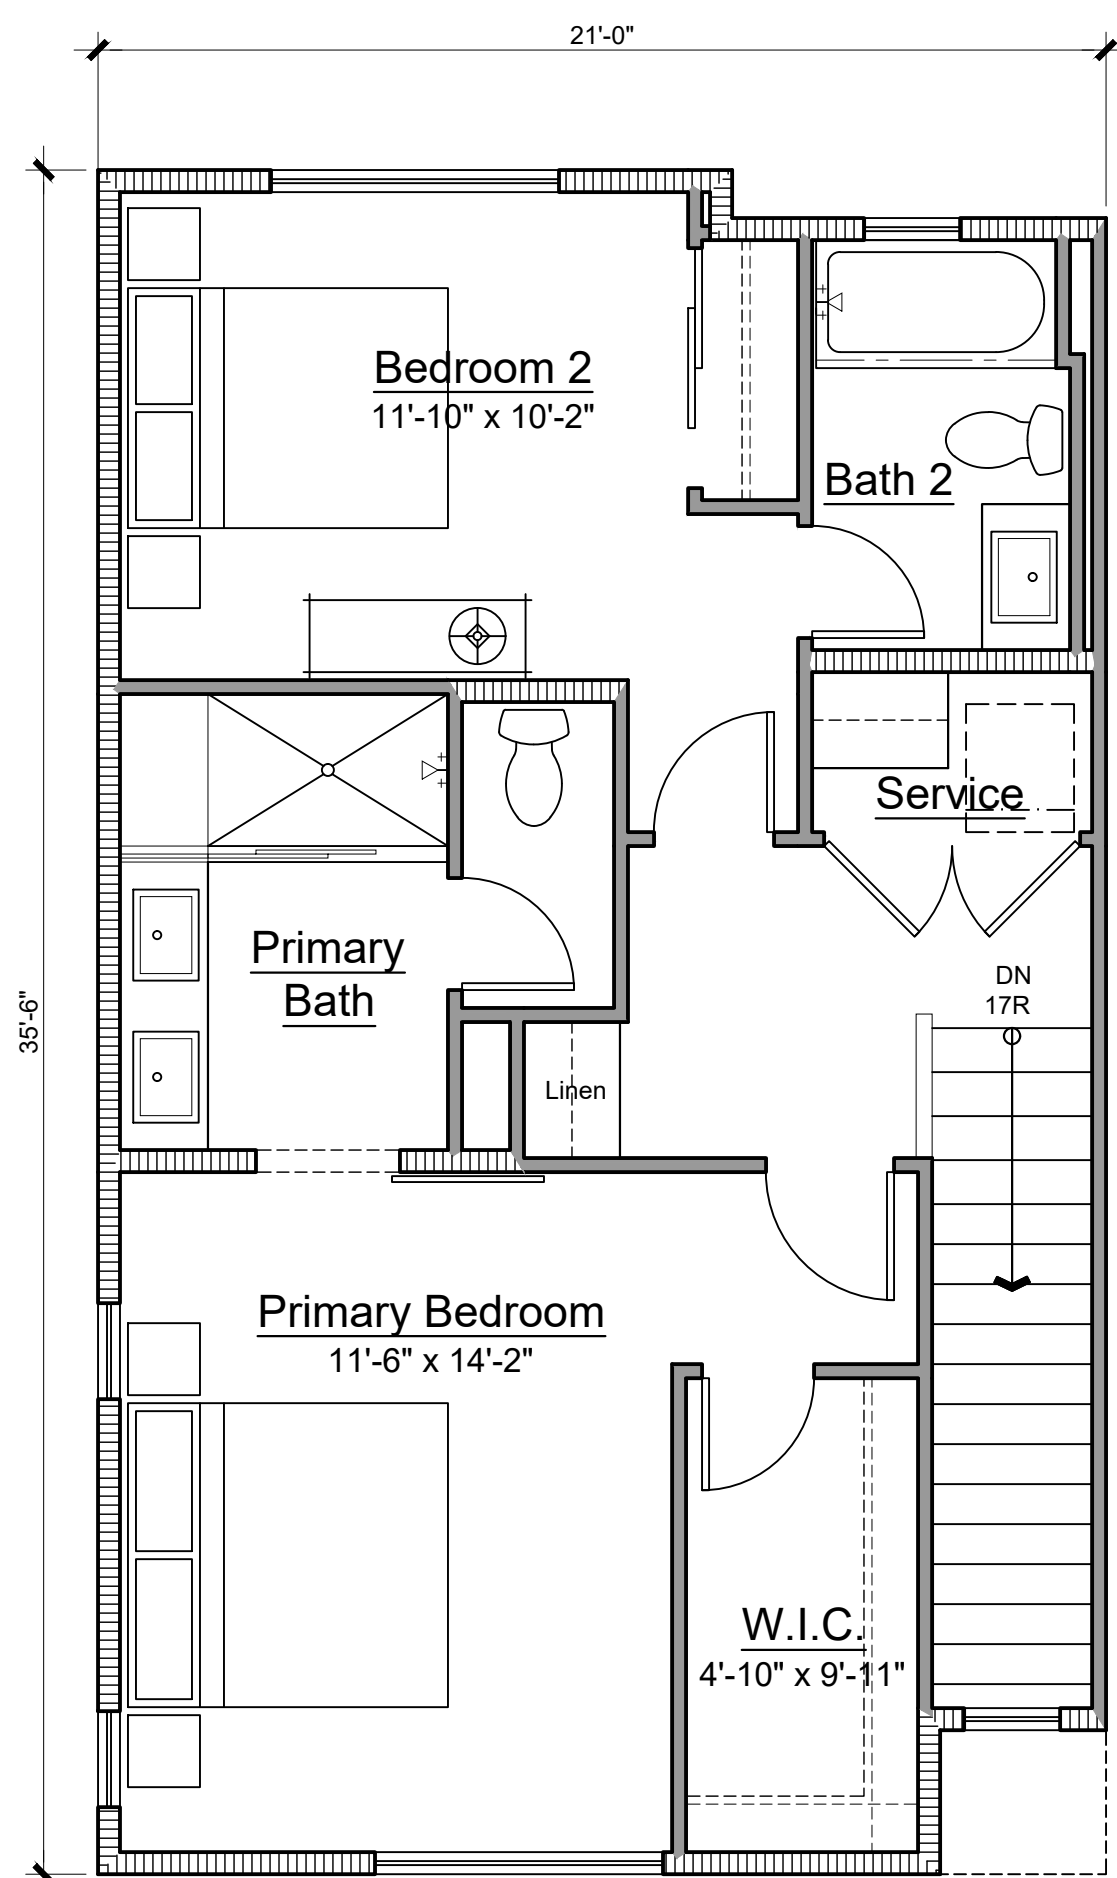 21'-0"
Bedroom 2
11'-10" x 10'-2"
Bath 2
Service
Primary
Bath
DN
17R
35'-6"
Linen
Primary Bedroom
11'-6" x 14'-2"
W.I.C.
4'-10" x 9'-11"